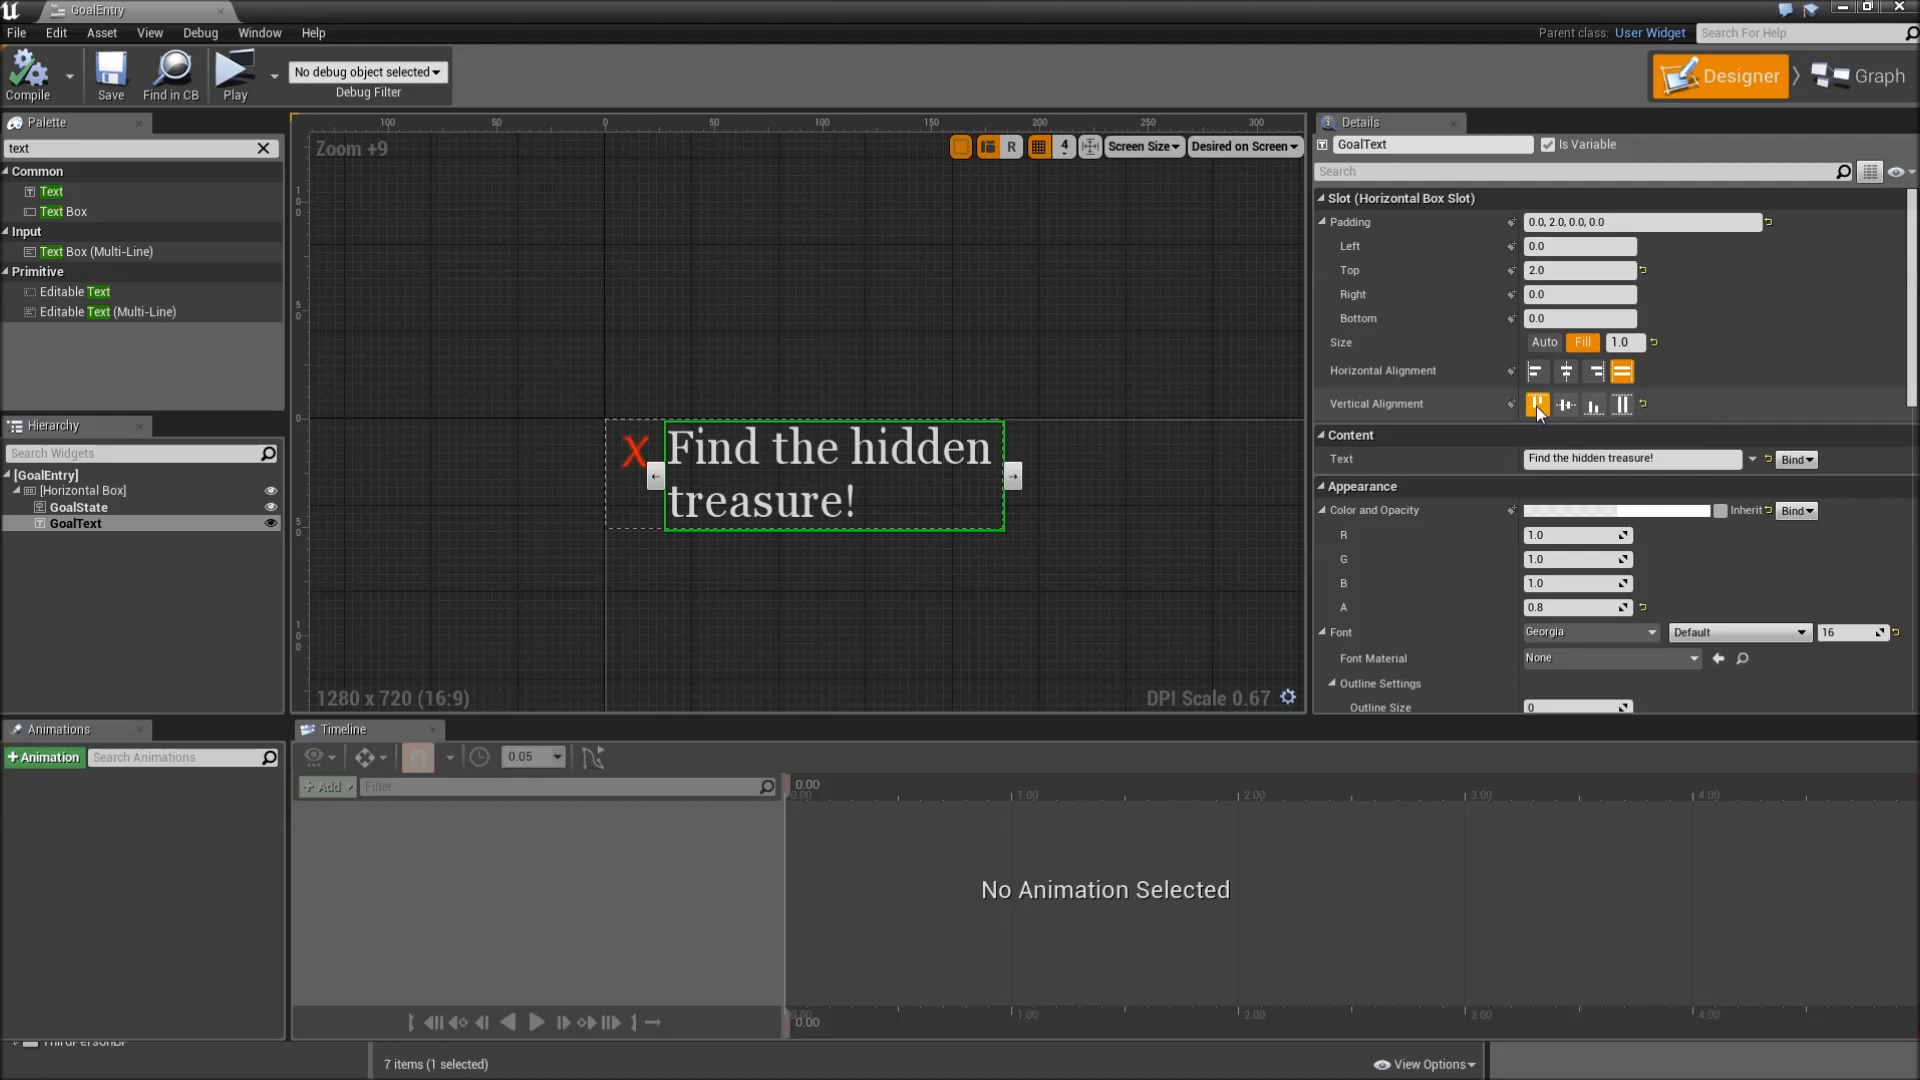 GoalEntry
File Edit Asset View Debug Window Help
Parent class: User Widget Search For Help
Compile Save Find in CB Play No debug object selected Debug Filter
Designer Graph
Palette
text
Common
Text
Text Box
Input
Text Box (Multi-Line)
Primitive
Editable Text
Editable Text (Multi-Line)
Hierarchy
Search Widgets
[GoalEntry]
[Horizontal Box]
GoalState
GoalText
100 50 0 50 100 150 200 250 300
Zoom +9
R 4 Screen Size Desired on Screen
100
50
0
50
100
X Find the hidden
treasure!
1280 x 720 (16:9)
DPI Scale 0.67
Details
GoalText Is Variable
Search
Slot (Horizontal Box Slot)
Padding 0.0, 2.0, 0.0, 0.0
Left 0.0
Top 2.0
Right 0.0
Bottom 0.0
Size Auto Fill 1.0
Horizontal Alignment
Vertical Alignment
Content
Text Find the hidden treasure! Bind
Appearance
Color and Opacity Inherit Bind
R 1.0
G 1.0
B 1.0
A 0.8
Font Georgia Default 16
Font Material None
Outline Settings
Outline Size 0
Animations
+Animation Search Animations
Timeline
0.05
+ Add Filter
0.00
0.00 1.00 2.00 3.00 4.00
No Animation Selected
0.00 1.00 2.00 3.00 4.00
0.00
ThirdPersonBP
7 items (1 selected)
View Options